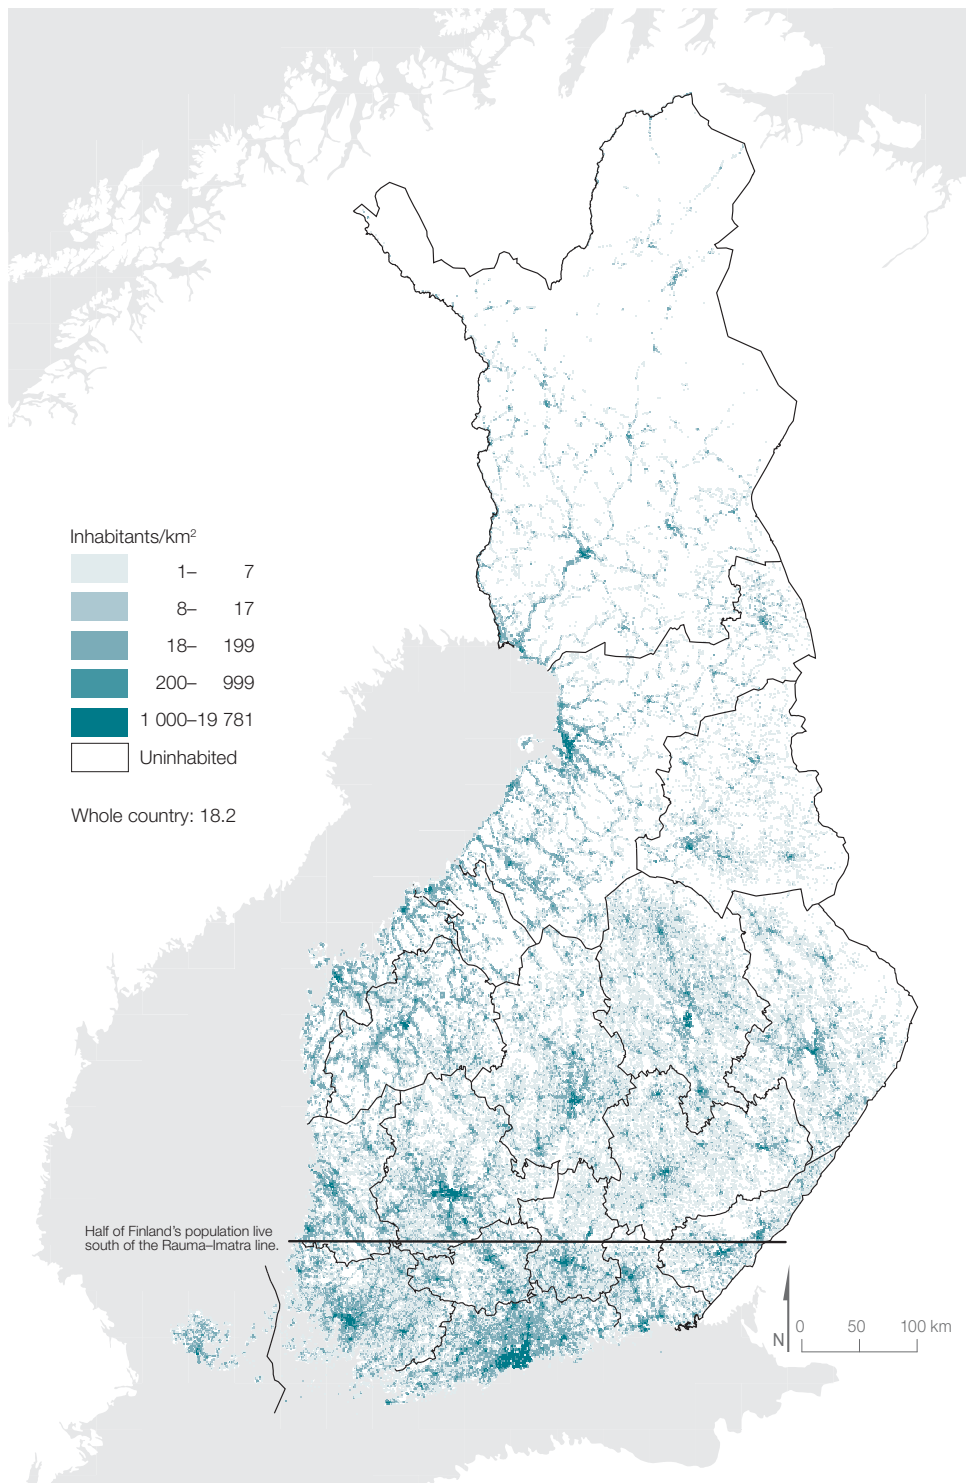 Inhabitants/km²
1– 7
8– 17
18– 199
200– 999
1 000–19 781
Uninhabited
Whole country: 18.2
Half of Finland’s population live
south of the Rauma–Imatra line.
N
0 50 100 km